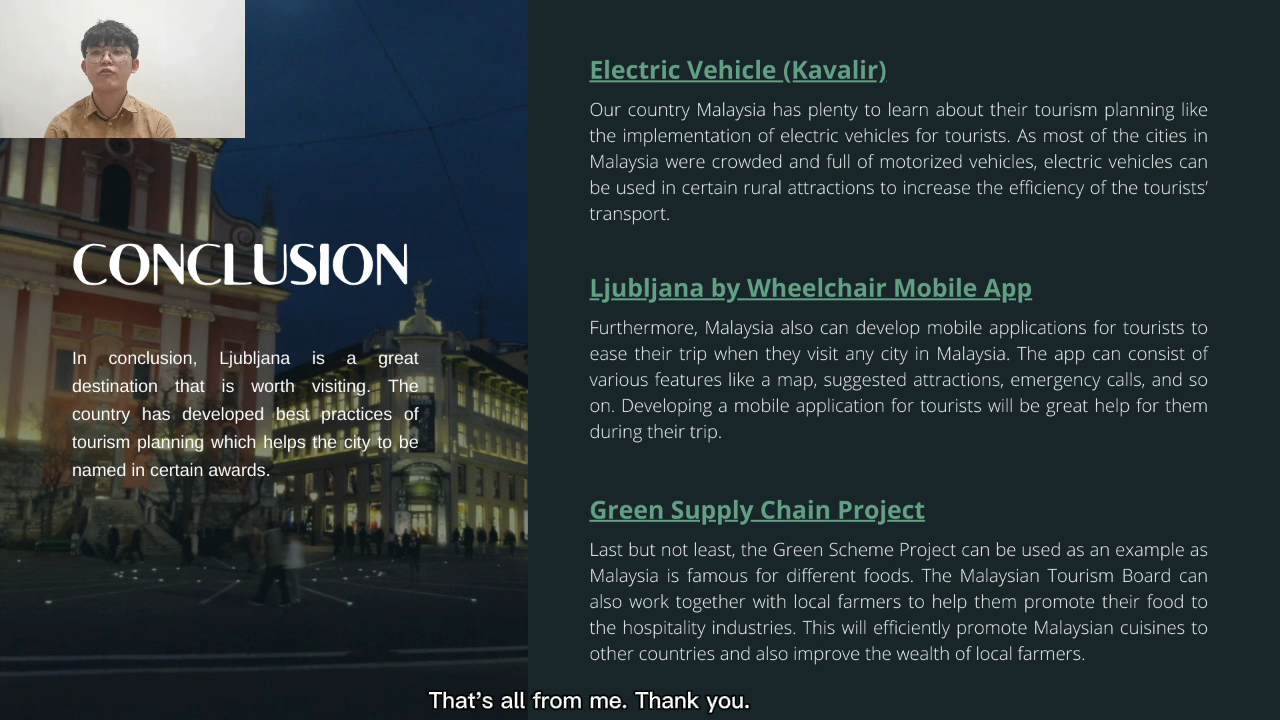 CONCLUSION
In conclusion, Ljubljana is a great
destination that is worth visiting. The
country has developed best practices of
tourism planning which helps the city to be
named in certain awards.
Electric Vehicle (Kavalir)
Our country Malaysia has plenty to learn about their tourism planning like
the implementation of electric vehicles for tourists. As most of the cities in
Malaysia were crowded and full of motorized vehicles, electric vehicles can
be used in certain rural attractions to increase the efficiency of the tourists'
transport.
Ljubljana by Wheelchair Mobile App
Furthermore, Malaysia also can develop mobile applications for tourists to
ease their trip when they visit any city in Malaysia. The app can consist of
various features like a map, suggested attractions, emergency calls, and so
on. Developing a mobile application for tourists will be great help for them
during their trip.
Green Supply Chain Project
Last but not least, the Green Scheme Project can be used as an example as
Malaysia is famous for different foods. The Malaysian Tourism Board can
also work together with local farmers to help them promote their food to
the hospitality industries. This will efficiently promote Malaysian cuisines to
other countries and also improve the wealth of local farmers.
That's all from me. Thank you.